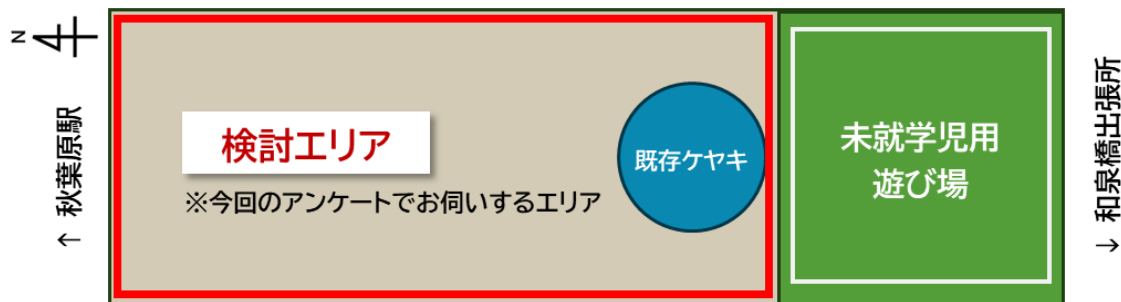 N
← 秋葉原駅
検討エリア
※今回のアンケートでお伺いするエリア
既存ケヤキ
未就学児用
遊び場
← 和泉橋出張所